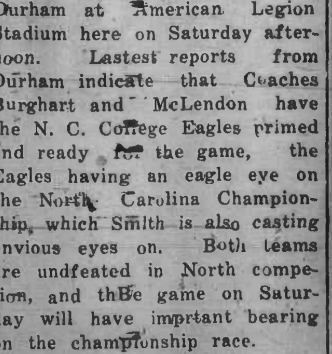 Durham at American Legion
Stadium here on Saturday after-
noon. Lastest reports from
Durham indicate that Coaches
Burghart and McLendon have
the N. C. College Eagles primed
and ready for the game, the
Eagles having an eagle eye on
the North Carolina Champion-
ship, which Smith is also casting
envious eyes on. Both teams
are undfeated in North compe-
tion, and thBe game on Satur-
day will have imprtant bearing
on the champfonship race.